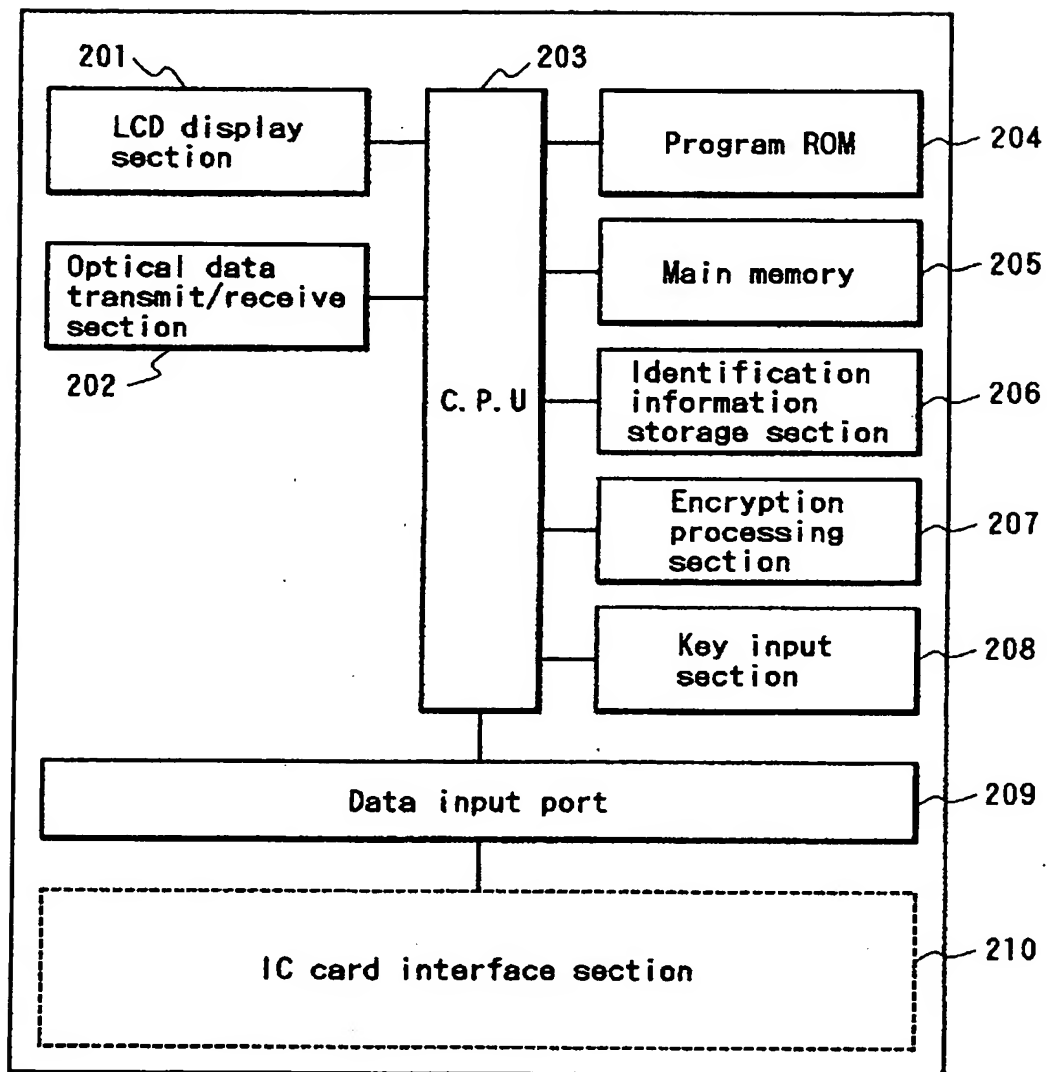 201
LCD display
section
203
Program ROM
204
Optical data
transmit/receive
section
202
Main memory
205
C.P.U
Identification
information
storage section
206
Encryption
processing
section
207
Key input
section
208
Data input port
209
IC card interface section
210